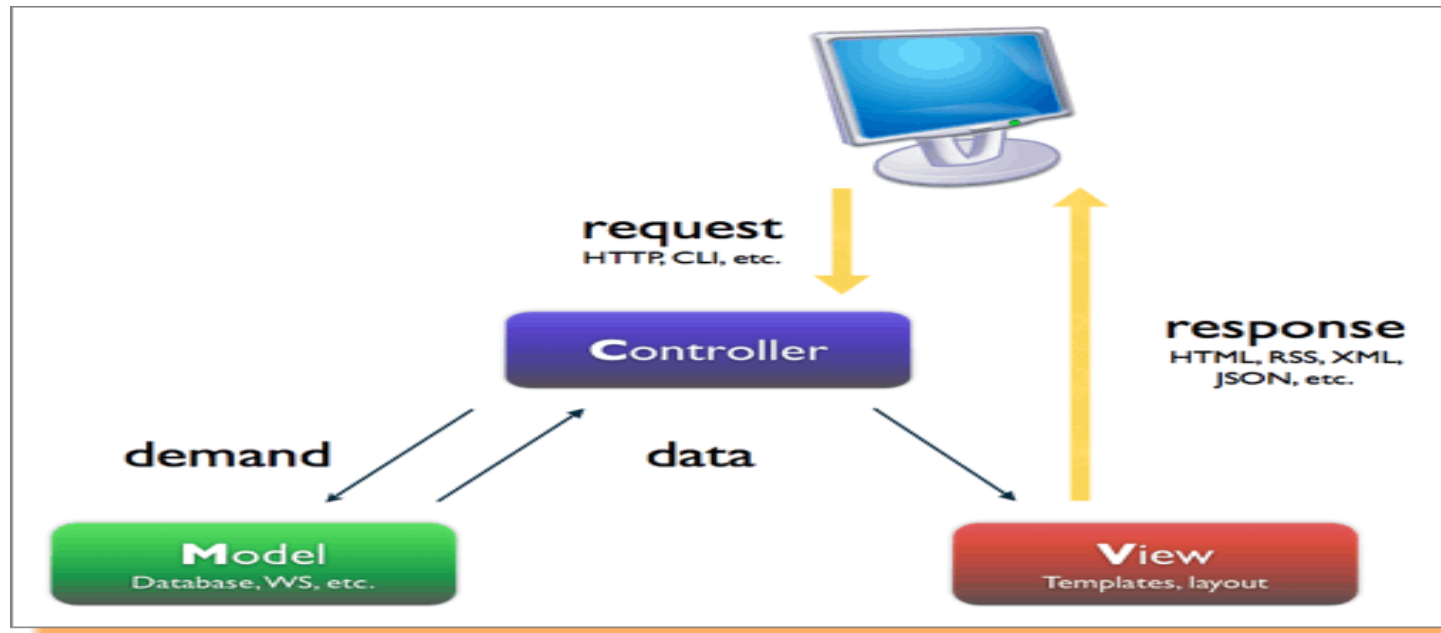 request
HTTP, CLI, etc.
Controller
response
HTML, RSS, XML,
JSON, etc.
demand
data
Model
Database, WS, etc.
View
Templates, layout